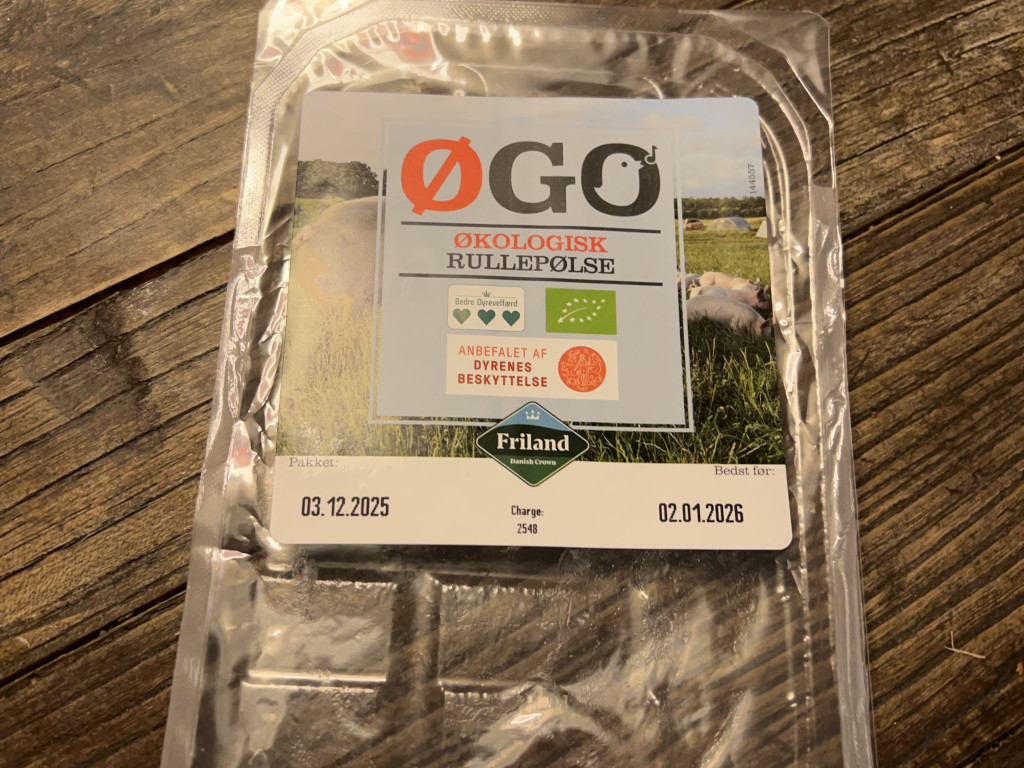 ØGO
144557
ØKOLOGISK
RULLEPØLSE
Bedre Dyrevelfærd
ANBEFALET AF
DYRENES
BESKYTTELSE
Friland
Danish Crown
Pakket:
Bedst før:
03.12.2025
Charge:
2548
02.01.2026